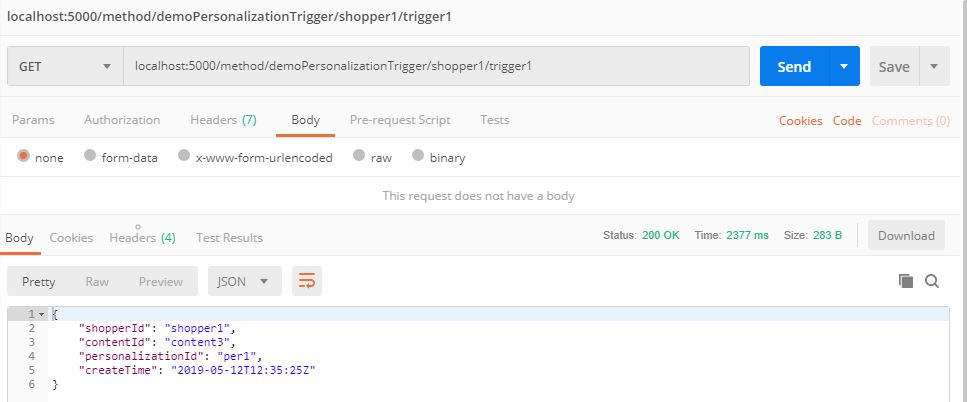 localhost:5000/method/demoPersonalizationTrigger/shopper1/trigger1
GET localhost:5000/method/demoPersonalizationTrigger/shopper1/trigger1 Send Save
Params Authorization Headers (7) Body Pre-request Script Tests Cookies Code Comments (0)
none form-data x-www-form-urlencoded raw binary
This request does not have a body
Body Cookies Headers (4) Test Results Status: 200 OK Time: 2377 ms Size: 283 B Download
Pretty Raw Preview JSON
1 {
2 "shopperId": "shopper1",
3 "contentId": "content3",
4 "personalizationId": "per1",
5 "createTime": "2019-05-12T12:35:25Z"
6 }